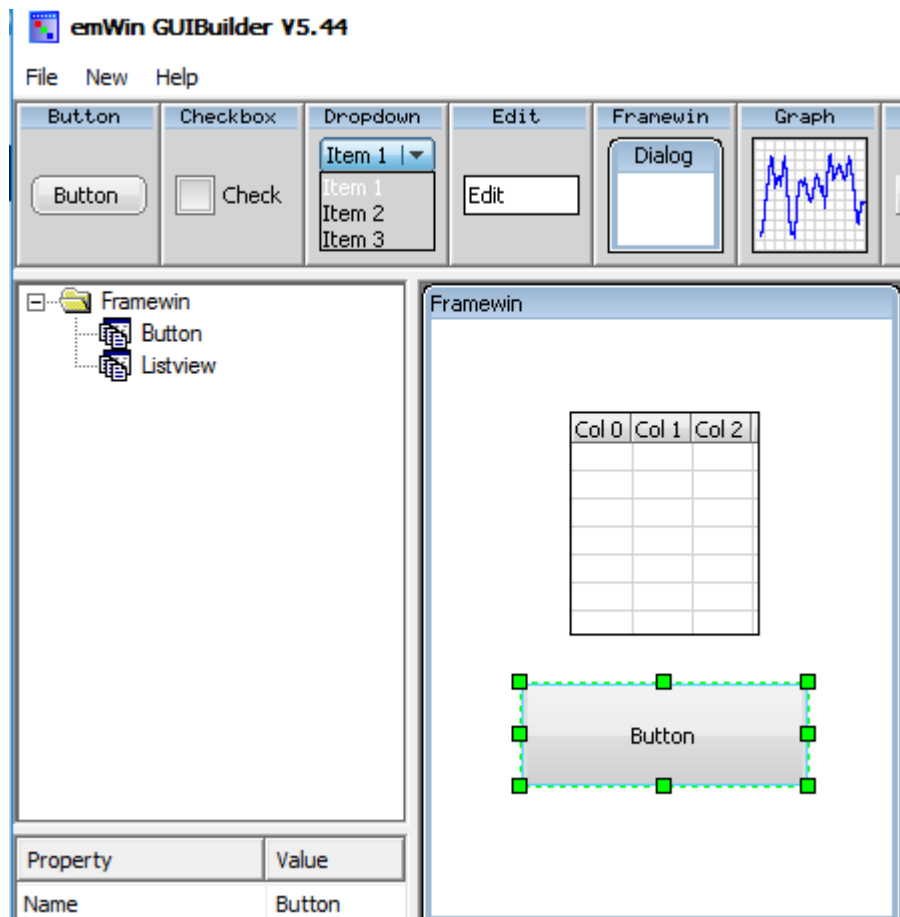 emWin GUIBuilder V5.44
File New Help
Button Checkbox Dropdown Edit Framewin Graph
Button
Check
Item 1
Item 1
Item 2
Item 3
Edit
Dialog
Framewin
Button
Listview
Framewin
Col 0 Col 1 Col 2
Button
Property Value
Name Button